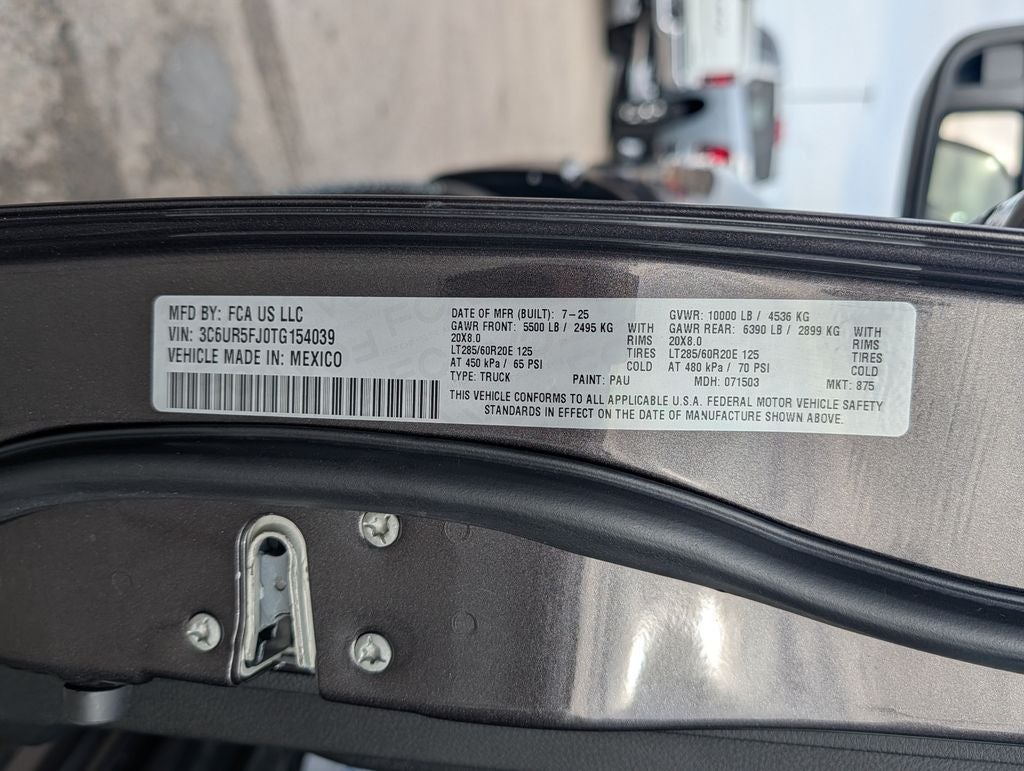 MFD BY: FCA US LLC
VIN: 3C6UR5FJ0TG154039
VEHICLE MADE IN: MEXICO
DATE OF MFR (BUILT): 7-25
GAWR FRONT: 5500 LB / 2495 KG WITH
20X8.0 RIMS
LT285/60R20E 125 TIRES
AT 450 kPa / 65 PSI COLD
TYPE: TRUCK PAINT: PAU
GVWR: 10000 LB / 4536 KG
GAWR REAR: 6390 LB / 2899 KG WITH
20X8.0 RIMS
LT285/60R20E 125 TIRES
AT 480 kPa / 70 PSI COLD
MDH: 071503 MKT: 875
THIS VEHICLE CONFORMS TO ALL APPLICABLE U.S.A. FEDERAL MOTOR VEHICLE SAFETY
STANDARDS IN EFFECT ON THE DATE OF MANUFACTURE SHOWN ABOVE.